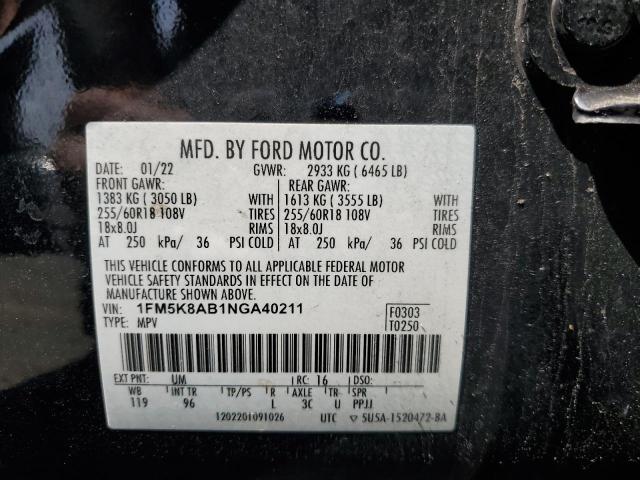 MFD. BY FORD MOTOR CO.
DATE: 01/22 GVWR: 2933 KG ( 6465 LB)
FRONT GAWR: REAR GAWR:
1383 KG ( 3050 LB) WITH 1613 KG ( 3555 LB) WITH
255/60R18 108V TIRES 255/60R18 108V TIRES
18x8.0J RIMS 18x8.0J RIMS
AT 250 kPa/ 36 PSI COLD AT 250 kPa/ 36 PSI COLD
THIS VEHICLE CONFORMS TO ALL APPLICABLE FEDERAL MOTOR
VEHICLE SAFETY STANDARDS IN EFFECT ON THE DATE OF
MANUFACTURE SHOWN ABOVE.
VIN: 1FM5K8AB1NGA40211 F0303
TYPE: MPV T0250
EXT PNT: UM RC: 16 DSO:
WB INT TR TP/PS R AXLE TR SPR
119 96 L 3C U PPJJ
1202201091026 UTC ▽ 5U5A-1520472-BA